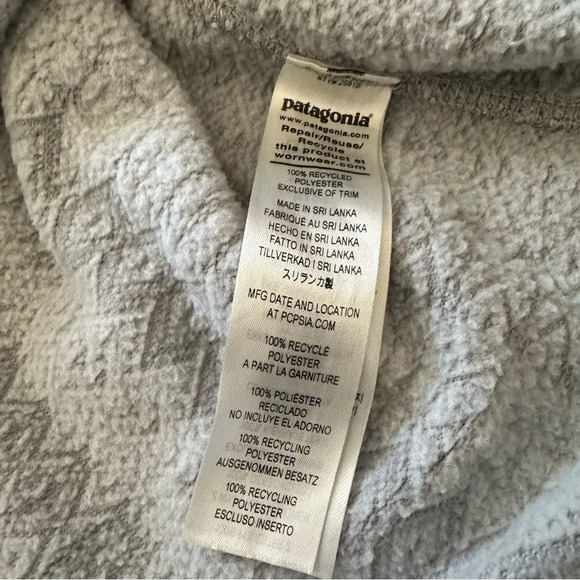 patagonia®
www.patagonia.com
Repair/Reuse/
Recycle
this product at
wornwear.com
100% RECYCLED
POLYESTER
EXCLUSIVE OF TRIM
MADE IN SRI LANKA
FABRIQUÉ AU SRI LANKA
HECHO EN SRI LANKA
FATTO IN SRI LANKA
TILLVERKAD I SRI LANKA
スリランカ製
MFG DATE AND LOCATION
AT PCPSIA.COM
100% RECYCLÉ
POLYESTER
A PART LA GARNITURE
100% POLIÉSTER
RECICLADO
NO INCLUYE EL ADORNO
100% RECYCLING
POLYESTER
AUSGENOMMEN BESATZ
100% RECYCLING
POLYESTER
ESCLUSO INSERTO